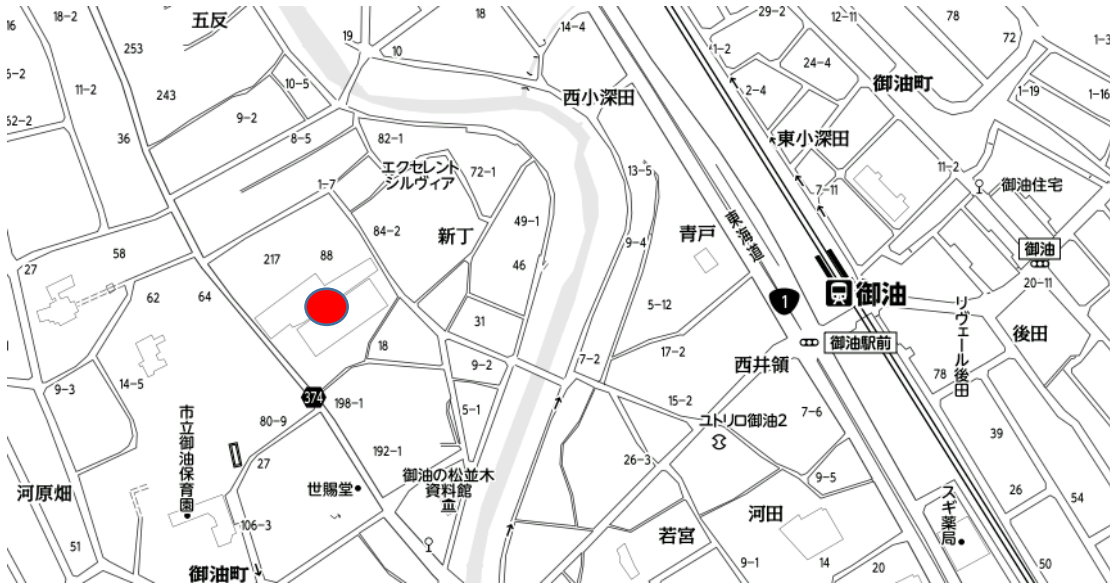 五反
18-2
16
253
11-2
6-2
243
10-5
9-2
62-2
36
8-5
19
10
18
14-4
西小深田
29-2
12-11
78
72
1-3
1-2
24-4
2-4
御油町
1-19
1-16
東小深田
11-2
7-11
御油住宅
82-1
エクセレント
シルヴィア
72-1
1-7
84-2
新丁
49-1
46
13-5
9-4
青戸
東海道
5-12
1
御油
御油
20-11
後田
リヴェール後田
御油駅前
27
58
62
64
217
88
31
18
9-2
7-2
17-2
西井領
15-2
ユトリロ御油2
7-6
78
39
26
54
50
9-3
14-5
374
198-1
80-9
5-1
192-1
26-3
9-5
市立御油保育園
27
世賜堂
御油の松並木
資料館
河原畑
51
106-3
御油町
若宮
河田
9-1
14
20
スギ薬局